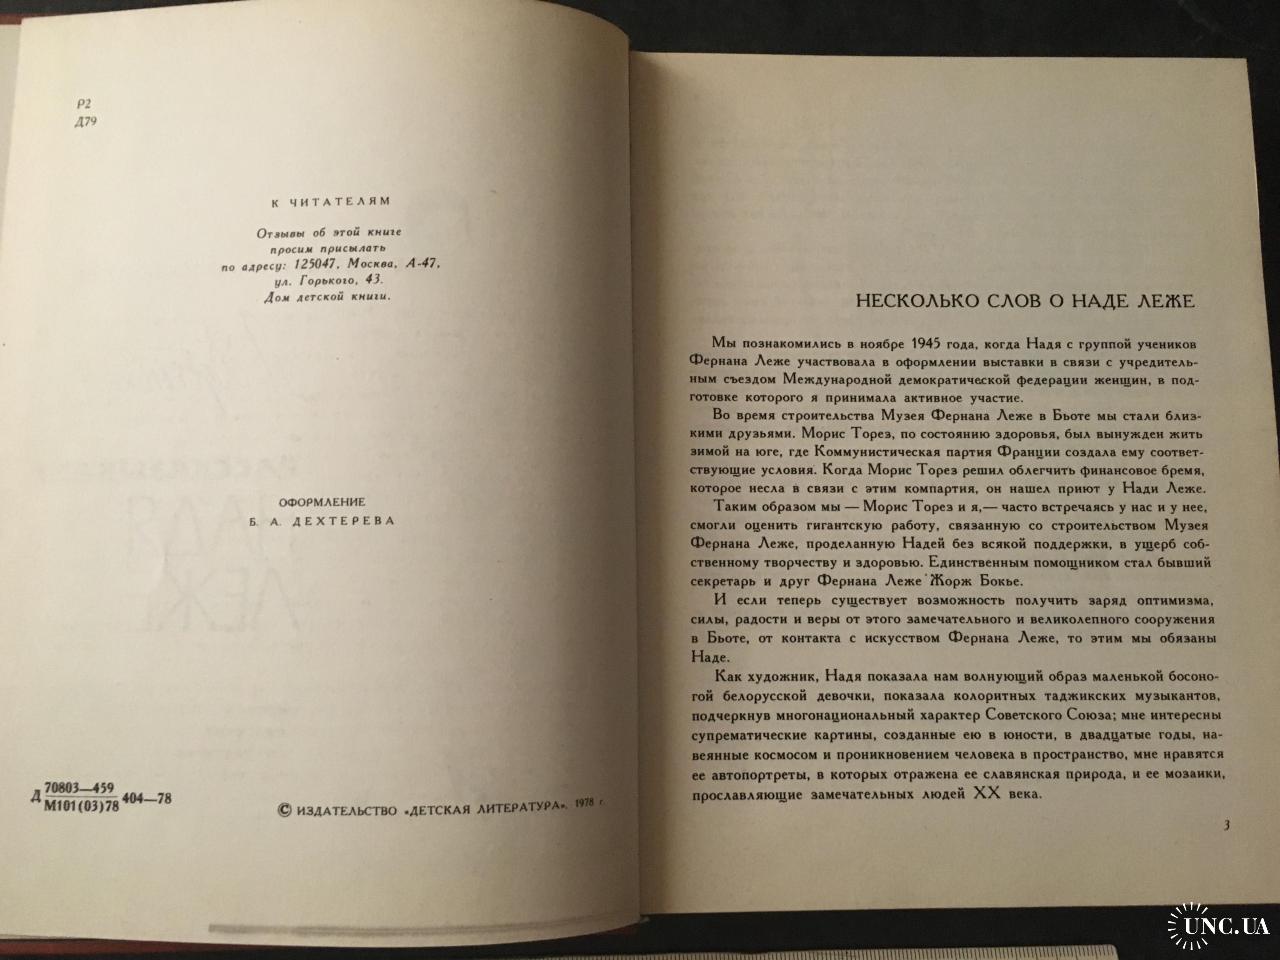 Р2
Д79
К ЧИТАТЕЛЯМ
Отзывы об этой книге
просим присылать
по адресу: 125047, Москва, А-47,
ул. Горького, 43.
Дом детской книги.
ОФОРМЛЕНИЕ
Б. А. ДЕХТЕРЕВА
Д 70803—459
М101(03)78 404—78
© ИЗДАТЕЛЬСТВО «ДЕТСКАЯ ЛИТЕРАТУРА», 1978 г.
НЕСКОЛЬКО СЛОВ О НАДЕ ЛЕЖЕ
Мы познакомились в ноябре 1945 года, когда Надя с группой учеников
Фернана Леже участвовала в оформлении выставки в связи с учредитель-
ным съездом Международной демократической федерации женщин, в под-
готовке которого я принимала активное участие.
Во время строительства Музея Фернана Леже в Бьоте мы стали близ-
кими друзьями. Морис Торез, по состоянию здоровья, был вынужден жить
зимой на юге, где Коммунистическая партия Франции создала ему соответ-
ствующие условия. Когда Морис Торез решил облегчить финансовое бремя,
которое несла в связи с этим компартия, он нашел приют у Нади Леже.
Таким образом мы — Морис Торез и я,— часто встречаясь у нас и у нее,
смогли оценить гигантскую работу, связанную со строительством Музея
Фернана Леже, проделанную Надей без всякой поддержки, в ущерб соб-
ственному творчеству и здоровью. Единственным помощником стал бывший
секретарь и друг Фернана Леже Жорж Бокье.
И если теперь существует возможность получить заряд оптимизма,
силы, радости и веры от этого замечательного и великолепного сооружения
в Бьоте, от контакта с искусством Фернана Леже, то этим мы обязаны
Наде.
Как художник, Надя показала нам волнующий образ маленькой босоно-
гой белорусской девочки, показала колоритных таджикских музыкантов,
подчеркнув многонациональный характер Советского Союза; мне интересны
супрематические картины, созданные ею в юности, в двадцатые годы, на-
веянные космосом и проникновением человека в пространство, мне нравятся
ее автопортреты, в которых отражена ее славянская природа, и ее мозаики,
прославляющие замечательных людей XX века.
3
UNC.UA